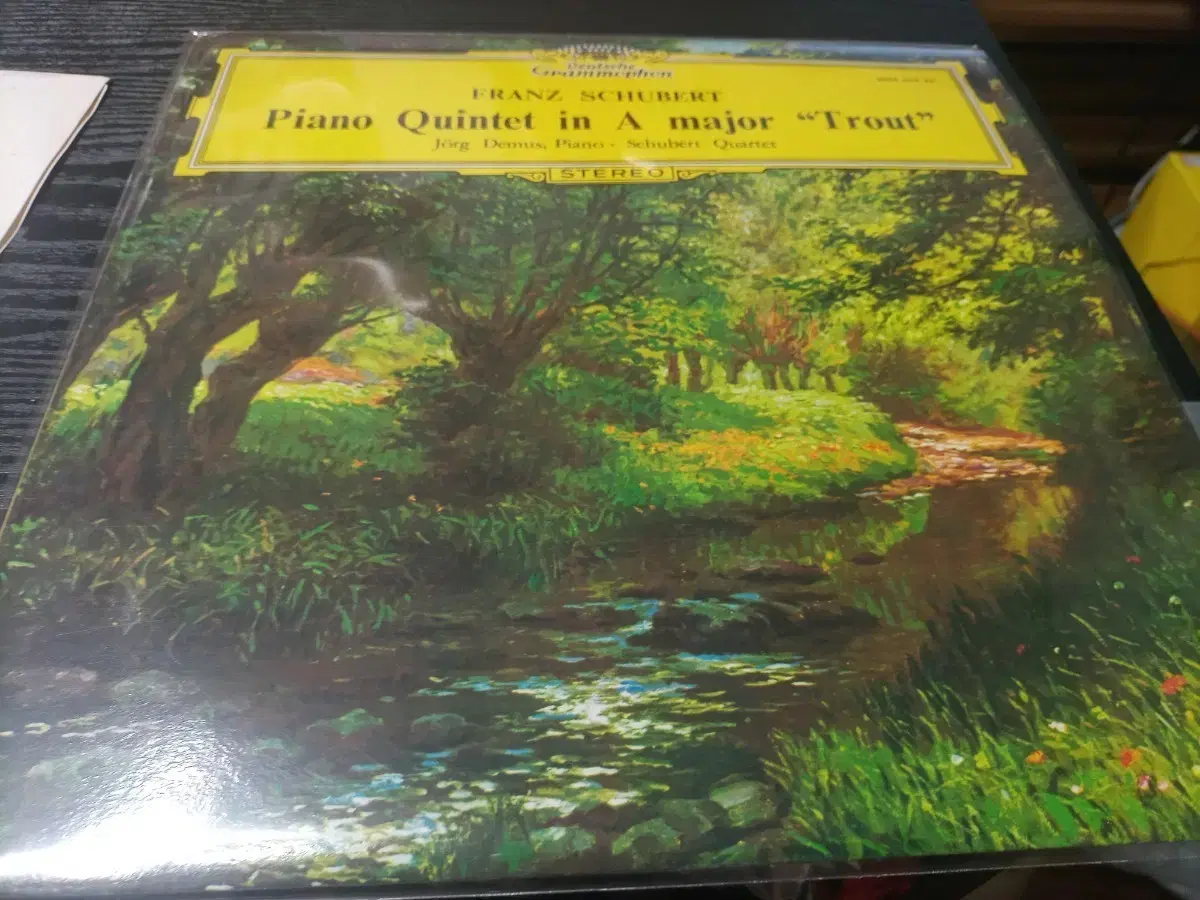 Deutsche
Grammophon
FRANZ SCHUBERT
Piano Quintet in A major “Trout”
Jörg Demus, Piano · Schubert Quartet
STEREO